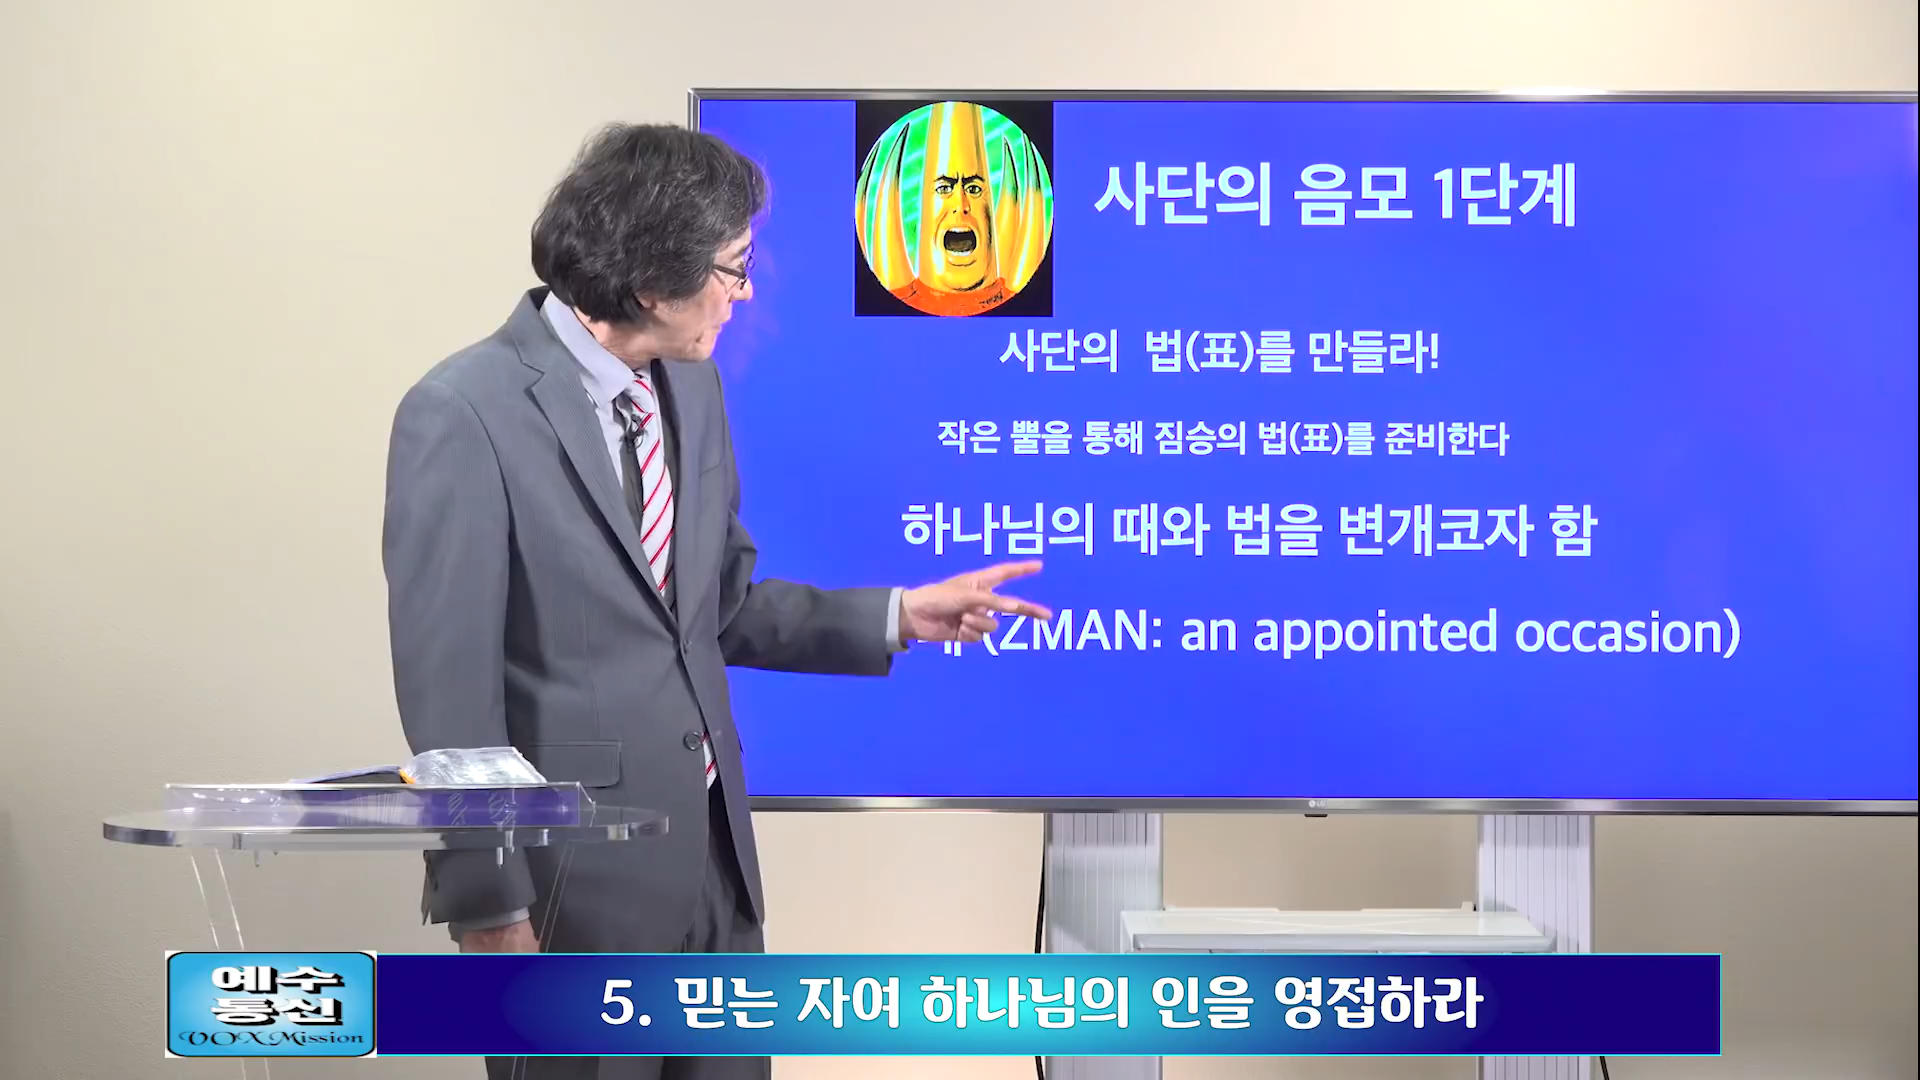 사단의 음모 1단계
사단의 법(표)를 만들라!
작은 뿔을 통해 짐승의 법(표)를 준비한다
하나님의 때와 법을 변개코자 함
(ZMAN: an appointed occasion)
예수
통신
VOX Mission
5. 믿는 자여 하나님의 인을 영접하라
LG